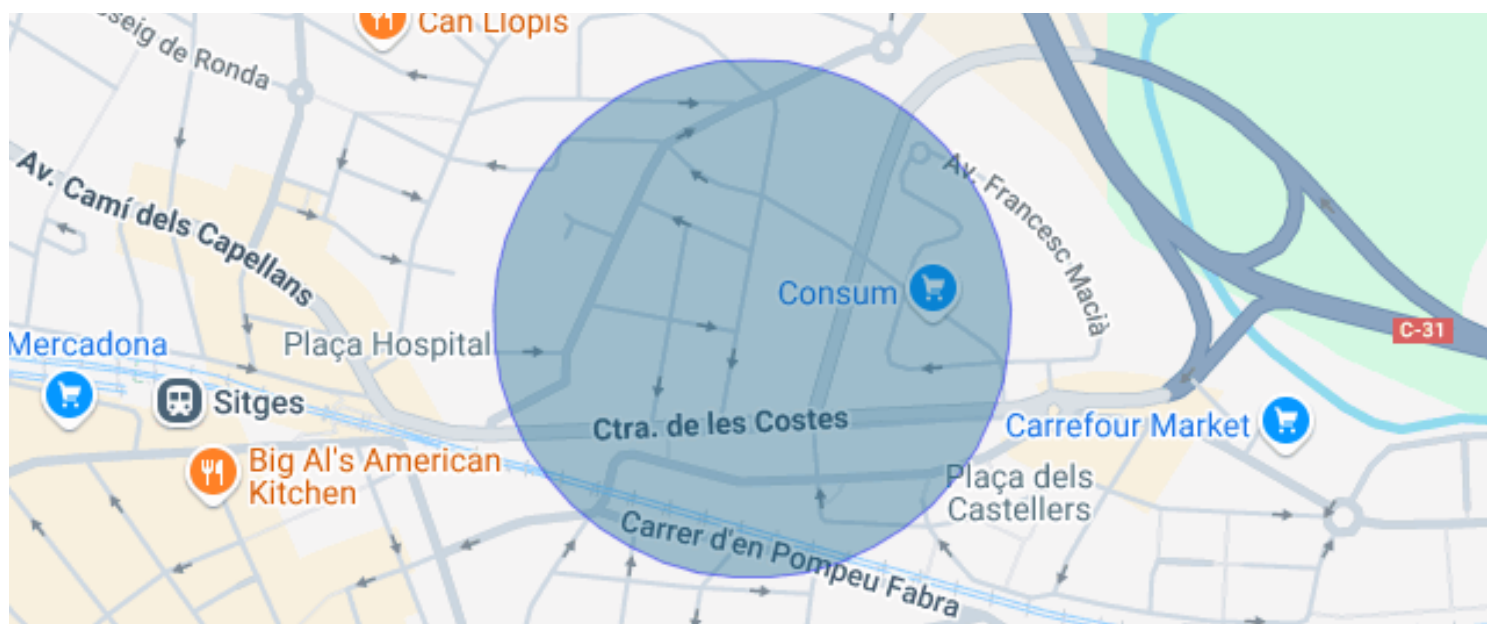 Can Llopis
sseig de Ronda
Av. Camí dels Capellans
Av. Francesc Macià
Consum
C-31
Plaça Hospital
Mercadona
Sitges
Ctra. de les Costes
Carrefour Market
Big Al's American
Kitchen
Plaça dels
Castellers
Carrer d'en Pompeu Fabra